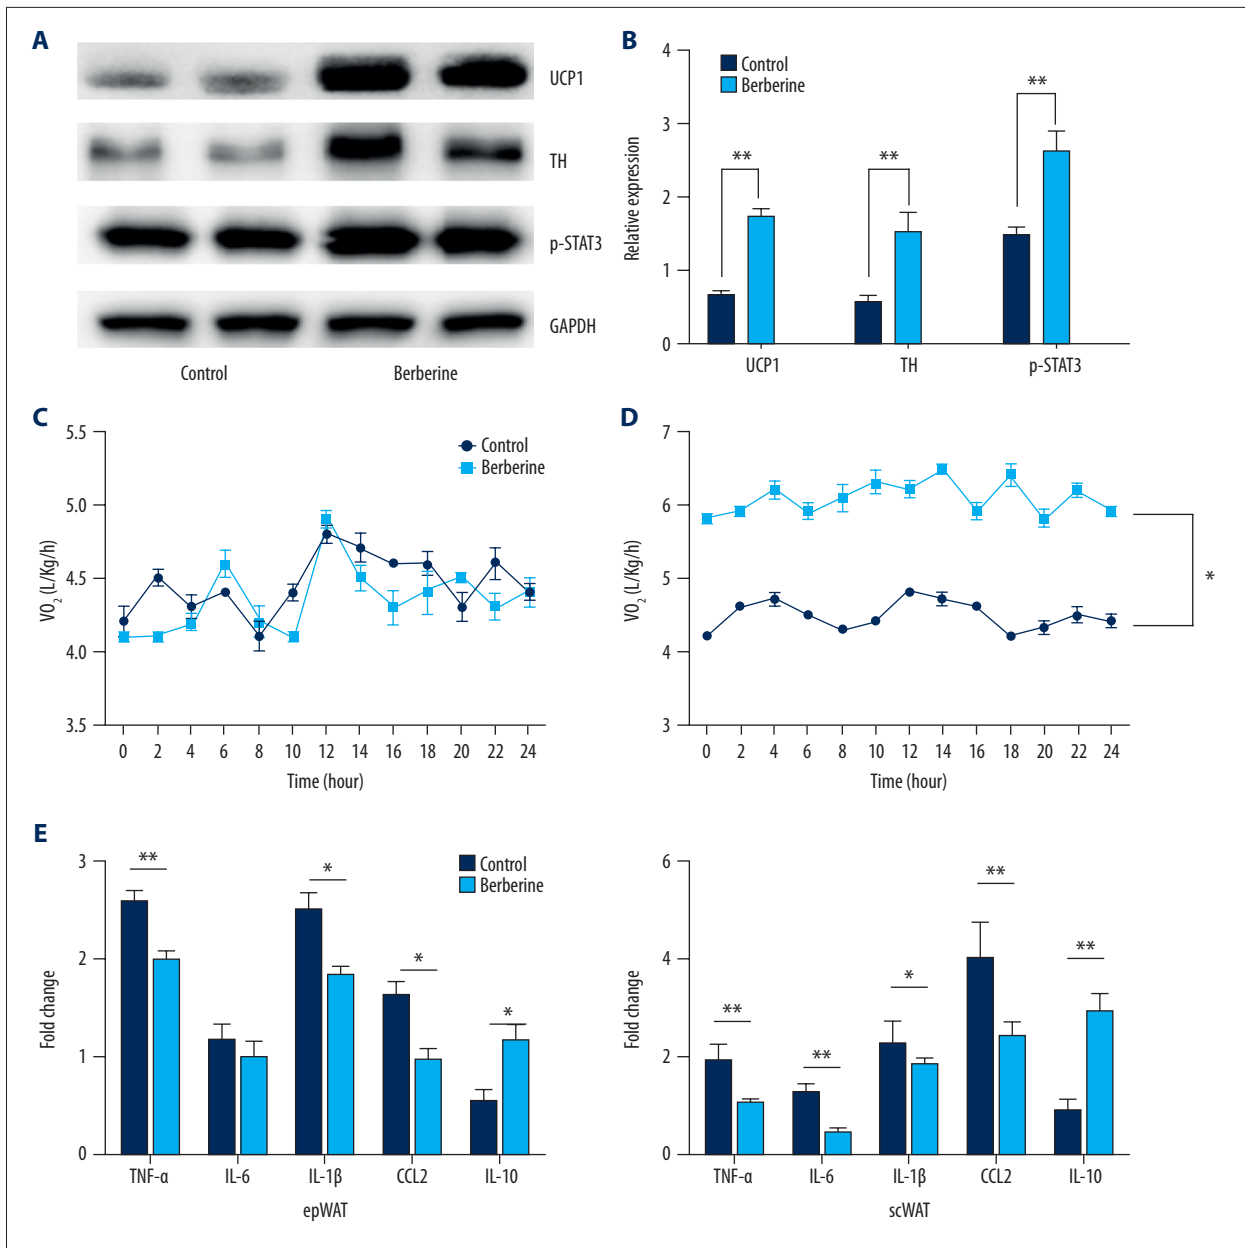 A
UCP1
TH
p-STAT3
GAPDH
Control
Berberine
B
4
3
2
1
0
Relative expression
Control
Berberine
**
**
**
UCP1
TH
p-STAT3
C
5.5
5.0
4.5
4.0
3.5
VO2 (L/Kg/h)
Control
Berberine
0 2 4 6 8 10 12 14 16 18 20 22 24
Time (hour)
D
7
6
5
4
3
VO2 (L/Kg/h)
*
0 2 4 6 8 10 12 14 16 18 20 22 24
Time (hour)
E
3
2
1
0
Fold change
Control
Berberine
**
*
*
*
TNF-α IL-6 IL-1β CCL2 IL-10
epWAT
6
4
2
0
Fold change
**
**
*
**
**
TNF-α IL-6 IL-1β CCL2 IL-10
scWAT